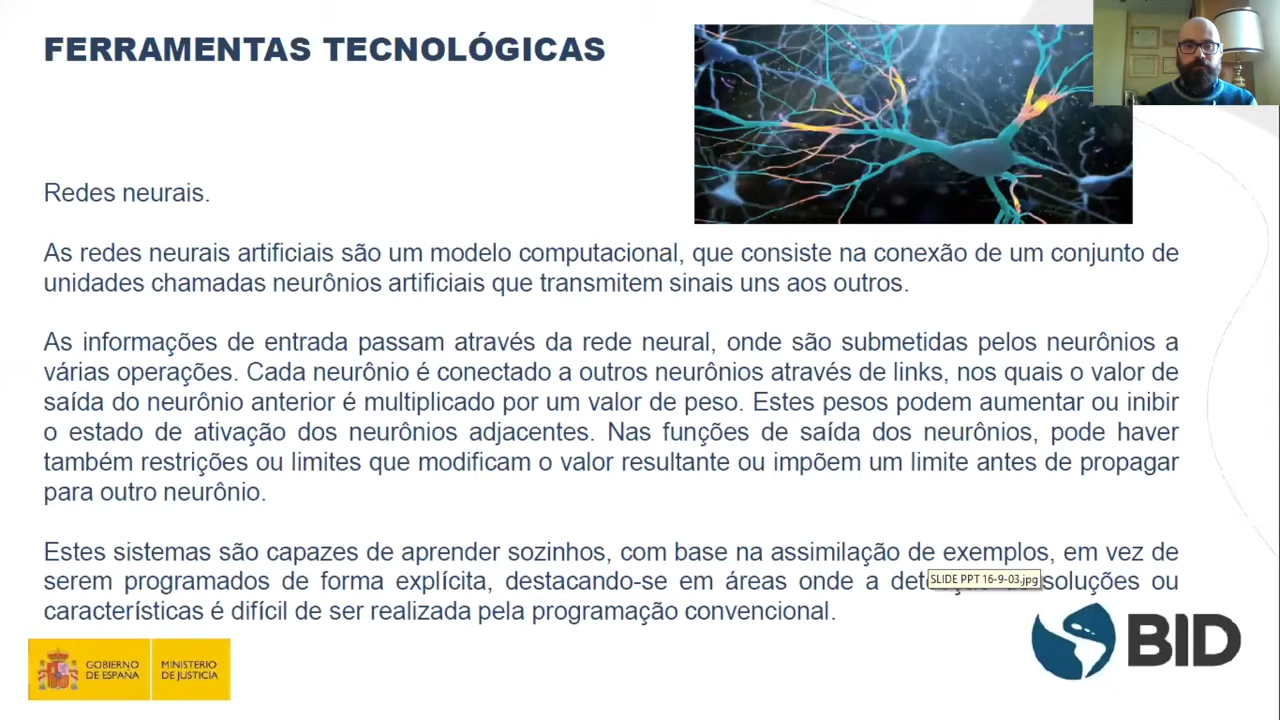 FERRAMENTAS TECNOLÓGICAS
Redes neurais.
As redes neurais artificiais são um modelo computacional, que consiste na conexão de um conjunto de
unidades chamadas neurônios artificiais que transmitem sinais uns aos outros.
As informações de entrada passam através da rede neural, onde são submetidas pelos neurônios a
várias operações. Cada neurônio é conectado a outros neurônios através de links, nos quais o valor de
saída do neurônio anterior é multiplicado por um valor de peso. Estes pesos podem aumentar ou inibir
o estado de ativação dos neurônios adjacentes. Nas funções de saída dos neurônios, pode haver
também restrições ou limites que modificam o valor resultante ou impõem um limite antes de propagar
para outro neurônio.
Estes sistemas são capazes de aprender sozinhos, com base na assimilação de exemplos, em vez de
serem programados de forma explícita, destacando-se em áreas onde a soluções ou
SLIDE PPT 16-9-03.jpg
características é difícil de ser realizada pela programação convencional.
GOBIERNO
DE ESPAÑA
MINISTERIO
DE JUSTICIA
BID